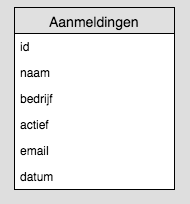 Aanmeldingen
id
naam
bedrijf
actief
email
datum